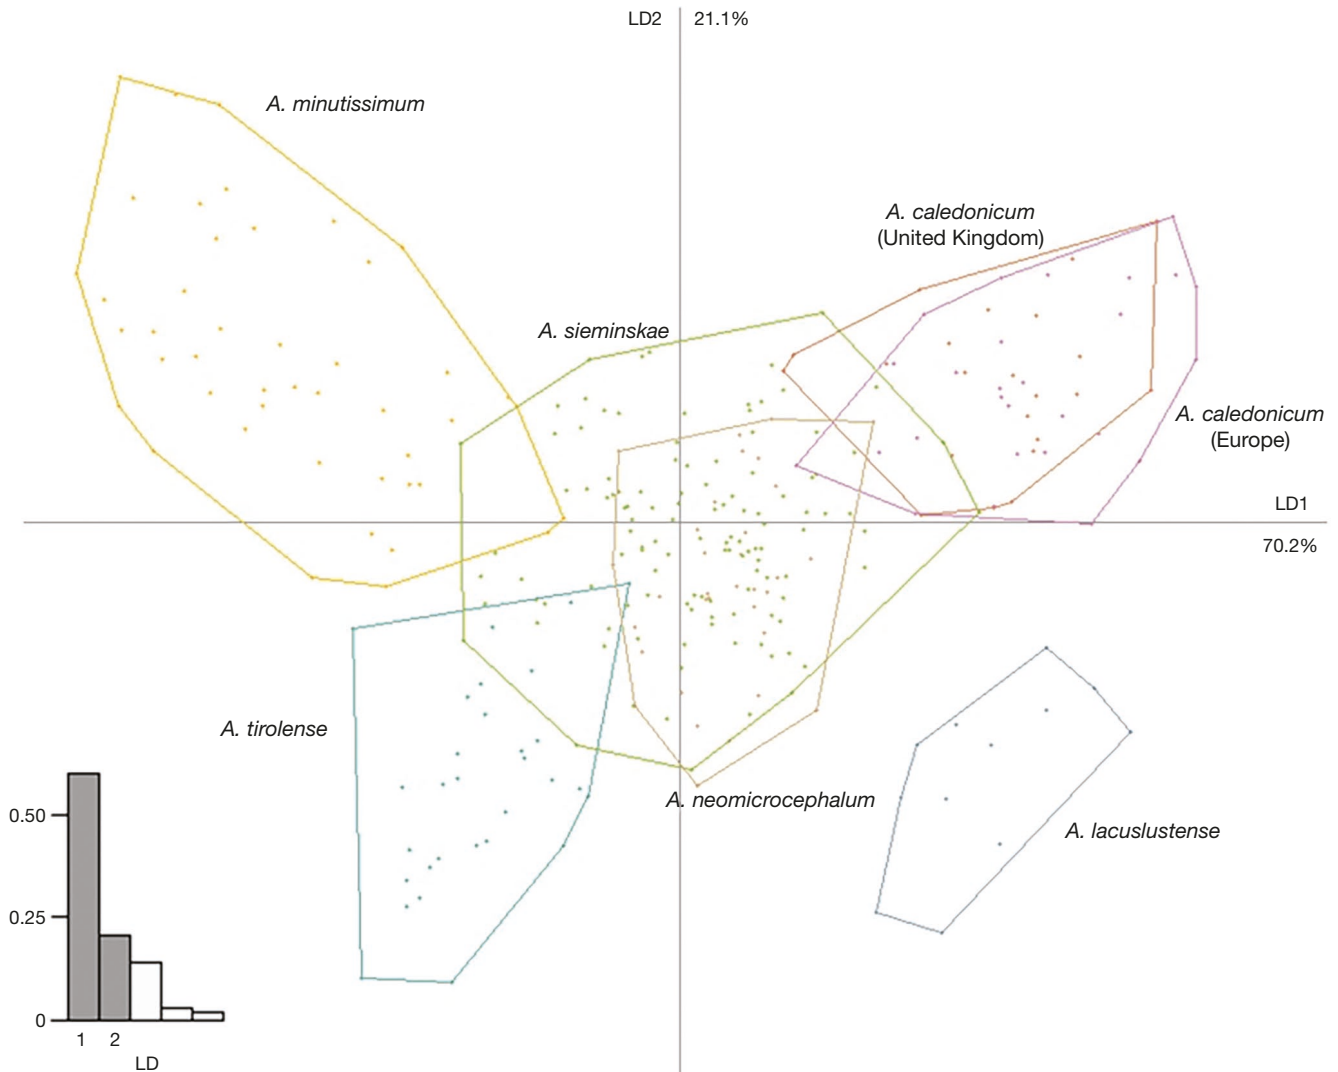 LD2 21.1%
A. minutissimum
A. caledonicum
(United Kingdom)
A. sieminskae
A. caledonicum
(Europe)
LD1
70.2%
A. tirolense
A. neomicrocephalum
A. lacuslustense
0.50
0.25
0
1 2
LD